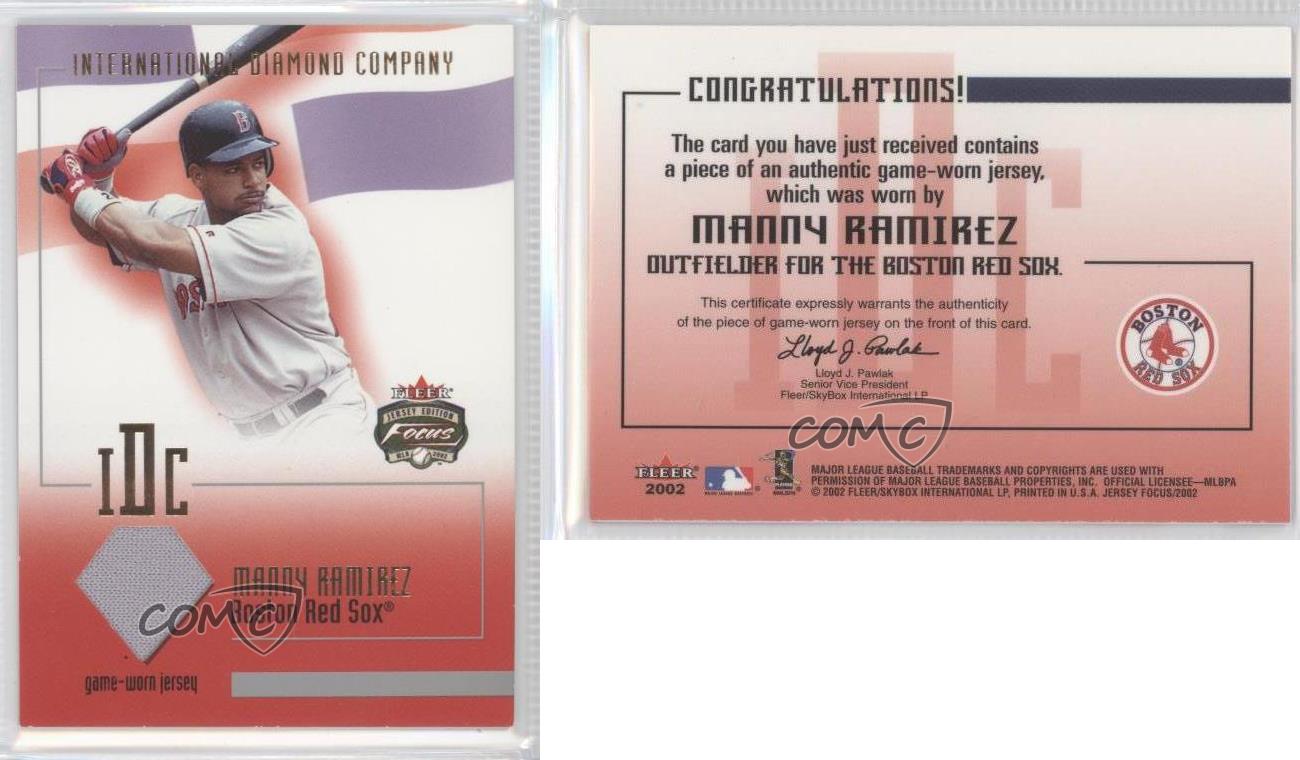 INTERNATIONAL DIAMOND COMPANY
B
FLEER
JERSEY EDITION
Focus
MLB 2002
IDC
MANNY RAMIREZ
Boston Red Sox®
COMC
game-worn jersey
CONGRATULATIONS!
The card you have just received contains
a piece of an authentic game-worn jersey,
which was worn by
MANNY RAMIREZ
OUTFIELDER FOR THE BOSTON RED SOX.
This certificate expressly warrants the authenticity
of the piece of game-worn jersey on the front of this card.
Lloyd J. Pawlak
Lloyd J. Pawlak
Senior Vice President
Fleer/SkyBox International LP
IDC
BOSTON
RED SOX
COMC
FLEER
2002
MAJOR LEAGUE BASEBALL TRADEMARKS AND COPYRIGHTS ARE USED WITH
PERMISSION OF MAJOR LEAGUE BASEBALL PROPERTIES, INC. OFFICIAL LICENSEE—MLBPA
© 2002 FLEER/SKYBOX INTERNATIONAL LP, PRINTED IN U.S.A. JERSEY FOCUS/2002